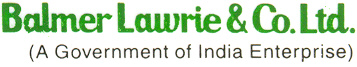 Balmer Lawrie & Co. Ltd.
(A Government of India Enterprise)